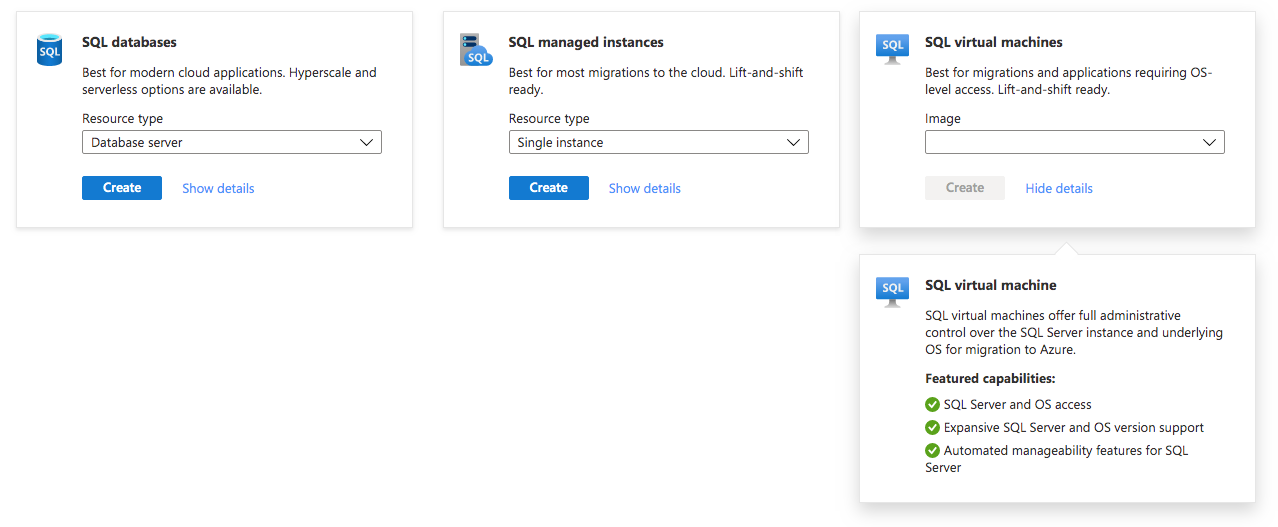 SQL
SQL databases
Best for modern cloud applications. Hyperscale and
serverless options are available.
Resource type
Database server
Create
Show details
SQL
SQL managed instances
Best for most migrations to the cloud. Lift-and-shift
ready.
Resource type
Single instance
Create
Show details
SQL
SQL virtual machines
Best for migrations and applications requiring OS-
level access. Lift-and-shift ready.
Image
Create
Hide details
SQL
SQL virtual machine
SQL virtual machines offer full administrative
control over the SQL Server instance and underlying
OS for migration to Azure.
Featured capabilities:
SQL Server and OS access
Expansive SQL Server and OS version support
Automated manageability features for SQL
Server